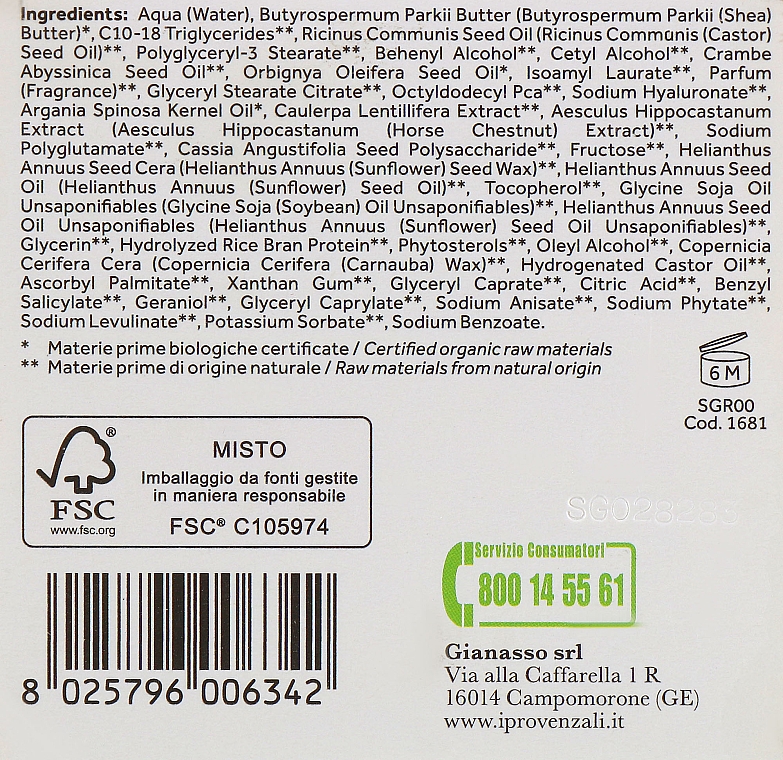 Ingredients: Aqua (Water), Butyrospermum Parkii Butter (Butyrospermum Parkii (Shea)
Butter)*, C10-18 Triglycerides**, Ricinus Communis Seed Oil (Ricinus Communis (Castor)
Seed Oil)**, Polyglyceryl-3 Stearate**, Behenyl Alcohol**, Cetyl Alcohol**, Crambe
Abyssinica Seed Oil**, Orbignya Oleifera Seed Oil*, Isoamyl Laurate**, Parfum
(Fragrance)**, Glyceryl Stearate Citrate**, Octyldodecyl Pca**, Sodium Hyaluronate**,
Argania Spinosa Kernel Oil*, Caulerpa Lentillifera Extract**, Aesculus Hippocastanum
Extract (Aesculus Hippocastanum (Horse Chestnut) Extract)**, Sodium
Polyglutamate**, Cassia Angustifolia Seed Polysaccharide**, Fructose**, Helianthus
Annuus Seed Cera (Helianthus Annuus (Sunflower) Seed Wax)**, Helianthus Annuus Seed
Oil (Helianthus Annuus (Sunflower) Seed Oil)**, Tocopherol**, Glycine Soja Oil
Unsaponifiables (Glycine Soja (Soybean) Oil Unsaponifiables)**, Helianthus Annuus Seed
Oil Unsaponifiables (Helianthus Annuus (Sunflower) Seed Oil Unsaponifiables)**,
Glycerin**, Hydrolyzed Rice Bran Protein**, Phytosterols**, Oleyl Alcohol**, Copernicia
Cerifera Cera (Copernicia Cerifera (Carnauba) Wax)**, Hydrogenated Castor Oil**,
Ascorbyl Palmitate**, Xanthan Gum**, Glyceryl Caprate**, Citric Acid**, Benzyl
Salicylate**, Geraniol**, Glyceryl Caprylate**, Sodium Anisate**, Sodium Phytate**,
Sodium Levulinate**, Potassium Sorbate**, Sodium Benzoate.
* Materie prime biologiche certificate / Certified organic raw materials
** Materie prime di origine naturale / Raw materials from natural origin
6 M
SGR00
Cod. 1681
®
FSC
www.fsc.org
MISTO
Imballaggio da fonti gestite
in maniera responsabile
FSC® C105974
Servizio Consumatori
800 14 55 61
8 025796 006342
Gianasso srl
Via alla Caffarella 1 R
16014 Campomorone (GE)
www.iprovenzali.it